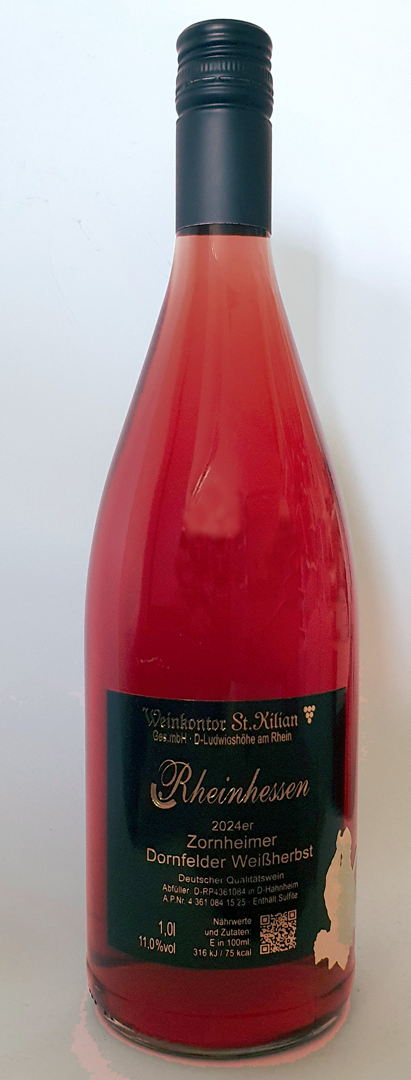 Weinkontor St.Kilian
Ges.mbH · D-Ludwigshöhe am Rhein
Rheinhessen
2024er
Zornheimer
Dornfelder Weißherbst
Deutscher Qualitätswein
Abfüller: D-RP4361084 in D-Hahnheim
A.P.Nr. 4 361 084 15 25 · Enthält Sulfite
1,0l
11.0%vol
Nährwerte
und Zutaten:
E in 100ml:
316 kJ / 75 kcal